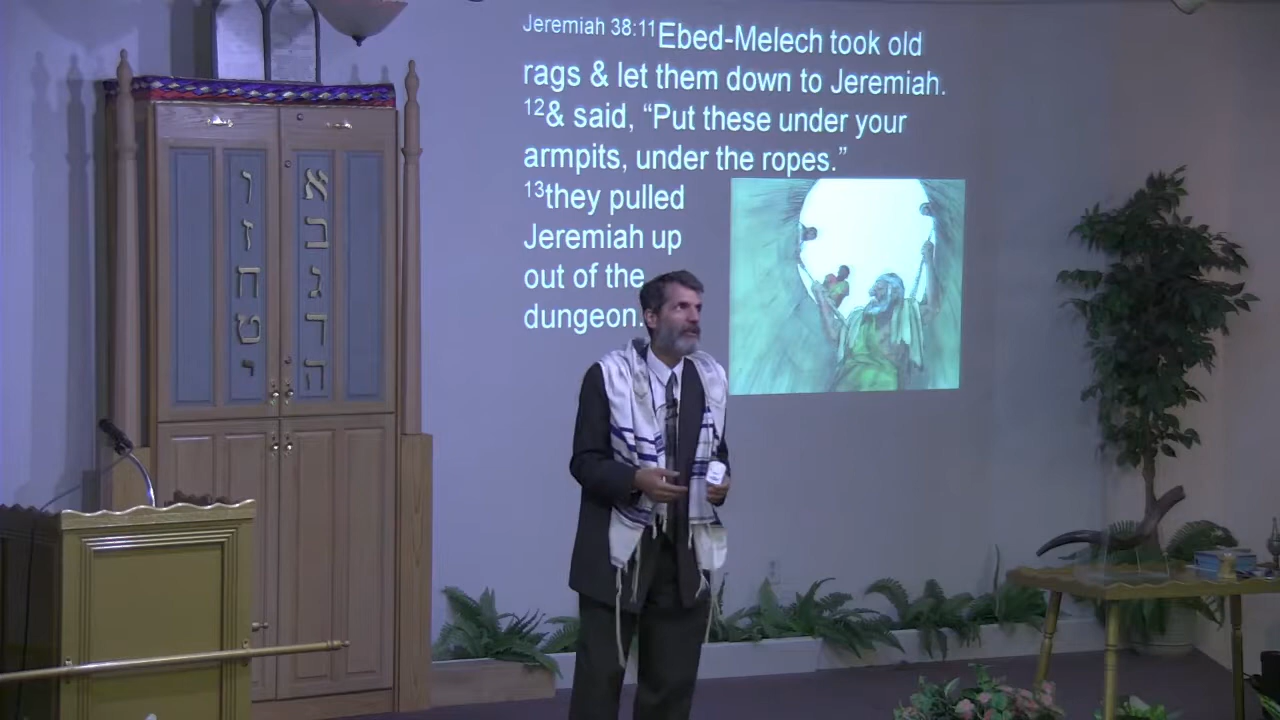 Jeremiah 38:11Ebed-Melech took old
rags & let them down to Jeremiah.
12& said, “Put these under your
armpits, under the ropes.”
13they pulled
Jeremiah up
out of the
dungeon.
א
ב
ג
ד
ה
ו
ז
ח
ט
י